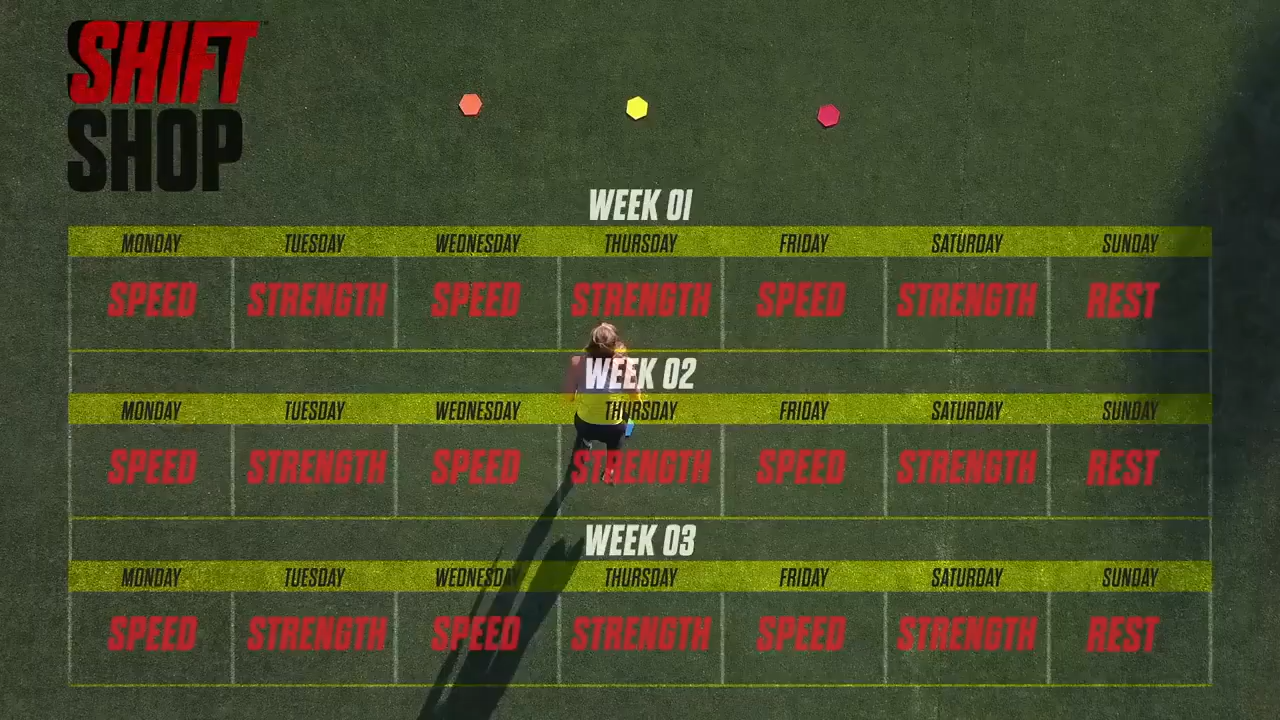 SHIFT
SHOP
WEEK 01
MONDAY TUESDAY WEDNESDAY THURSDAY FRIDAY SATURDAY SUNDAY
SPEED STRENGTH SPEED STRENGTH SPEED STRENGTH REST
WEEK 02
MONDAY TUESDAY WEDNESDAY THURSDAY FRIDAY SATURDAY SUNDAY
SPEED STRENGTH SPEED STRENGTH SPEED STRENGTH REST
WEEK 03
MONDAY TUESDAY WEDNESDAY THURSDAY FRIDAY SATURDAY SUNDAY
SPEED STRENGTH SPEED STRENGTH SPEED STRENGTH REST